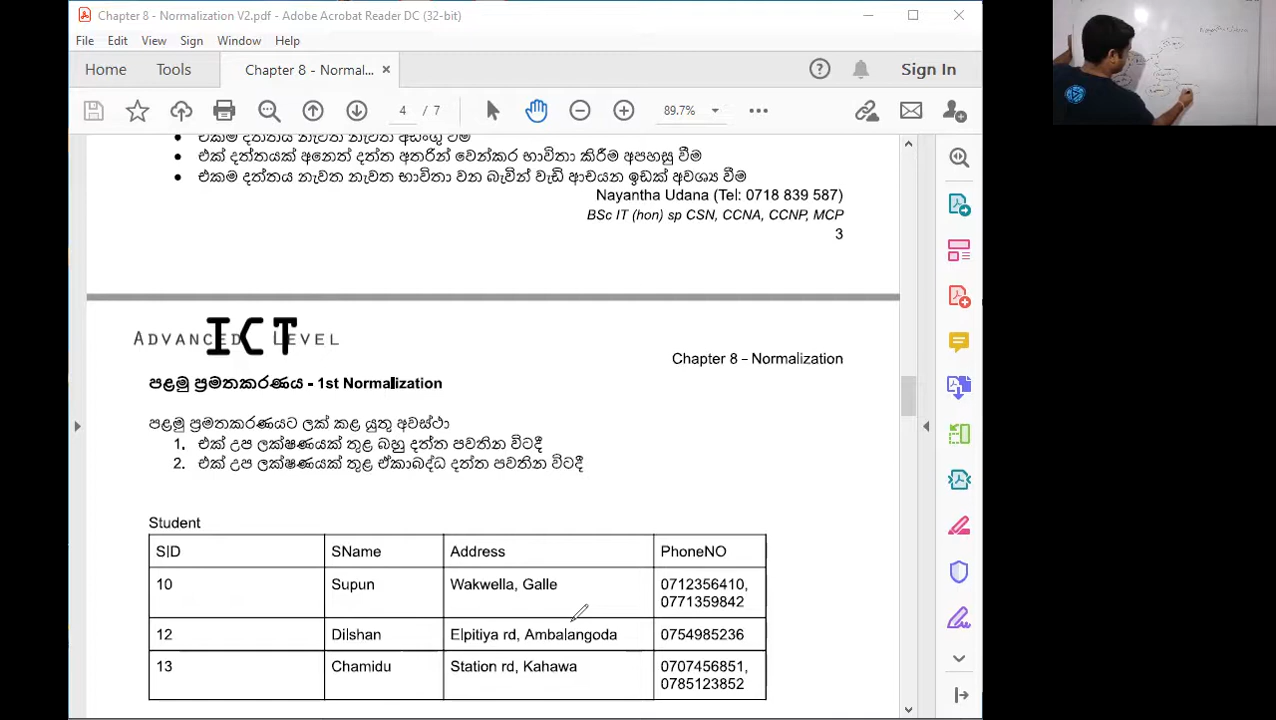 Chapter 8 - Normalization V2.pdf - Adobe Acrobat Reader DC (32-bit)
File Edit View Sign Window Help
Home Tools Chapter 8 - Normal... × Sign In
4 / 7 89.7%
එකම දත්තය නැවත නැවත අඩංගු වීම
එක් දත්තයක් අනෙත් දත්ත අතරින් වෙන්කර භාවිතා කිරීම අපහසු වීම
එකම දත්තය නැවත නැවත භාවිතා වන බැවින් වැඩි ආචයන ඉඩක් අවශ්‍ය වීම
Nayantha Udana (Tel: 0718 839 587)
BSc IT (hon) sp CSN, CCNA, CCNP, MCP
3
ADVANCED LEVEL
ICT
Chapter 8 – Normalization
පළමු ප්‍රමතකරණය - 1st Normalization
පළමු ප්‍රමතකරණයට ලක් කළ යුතු අවස්ථා
1. එක් උප ලක්ෂණයක් තුළ බහු දත්ත පවතින විටදී
2. එක් උප ලක්ෂණයක් තුළ ඒකාබද්ධ දත්ත පවතින විටදී
Student
SID SName Address PhoneNO
10 Supun Wakwella, Galle 0712356410,
0771359842
12 Dilshan Elpitiya rd, Ambalangoda 0754985236
13 Chamidu Station rd, Kahawa 0707456851,
0785123852